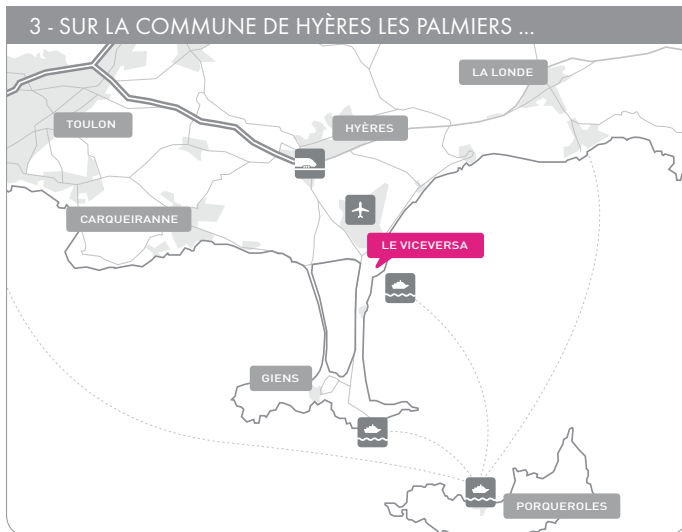 3 - SUR LA COMMUNE DE HYÈRES LES PALMIERS ...
LA LONDE
TOULON
HYÈRES
CARQUEIRANNE
LE VICEVERSA
GIENS
PORQUEROLES